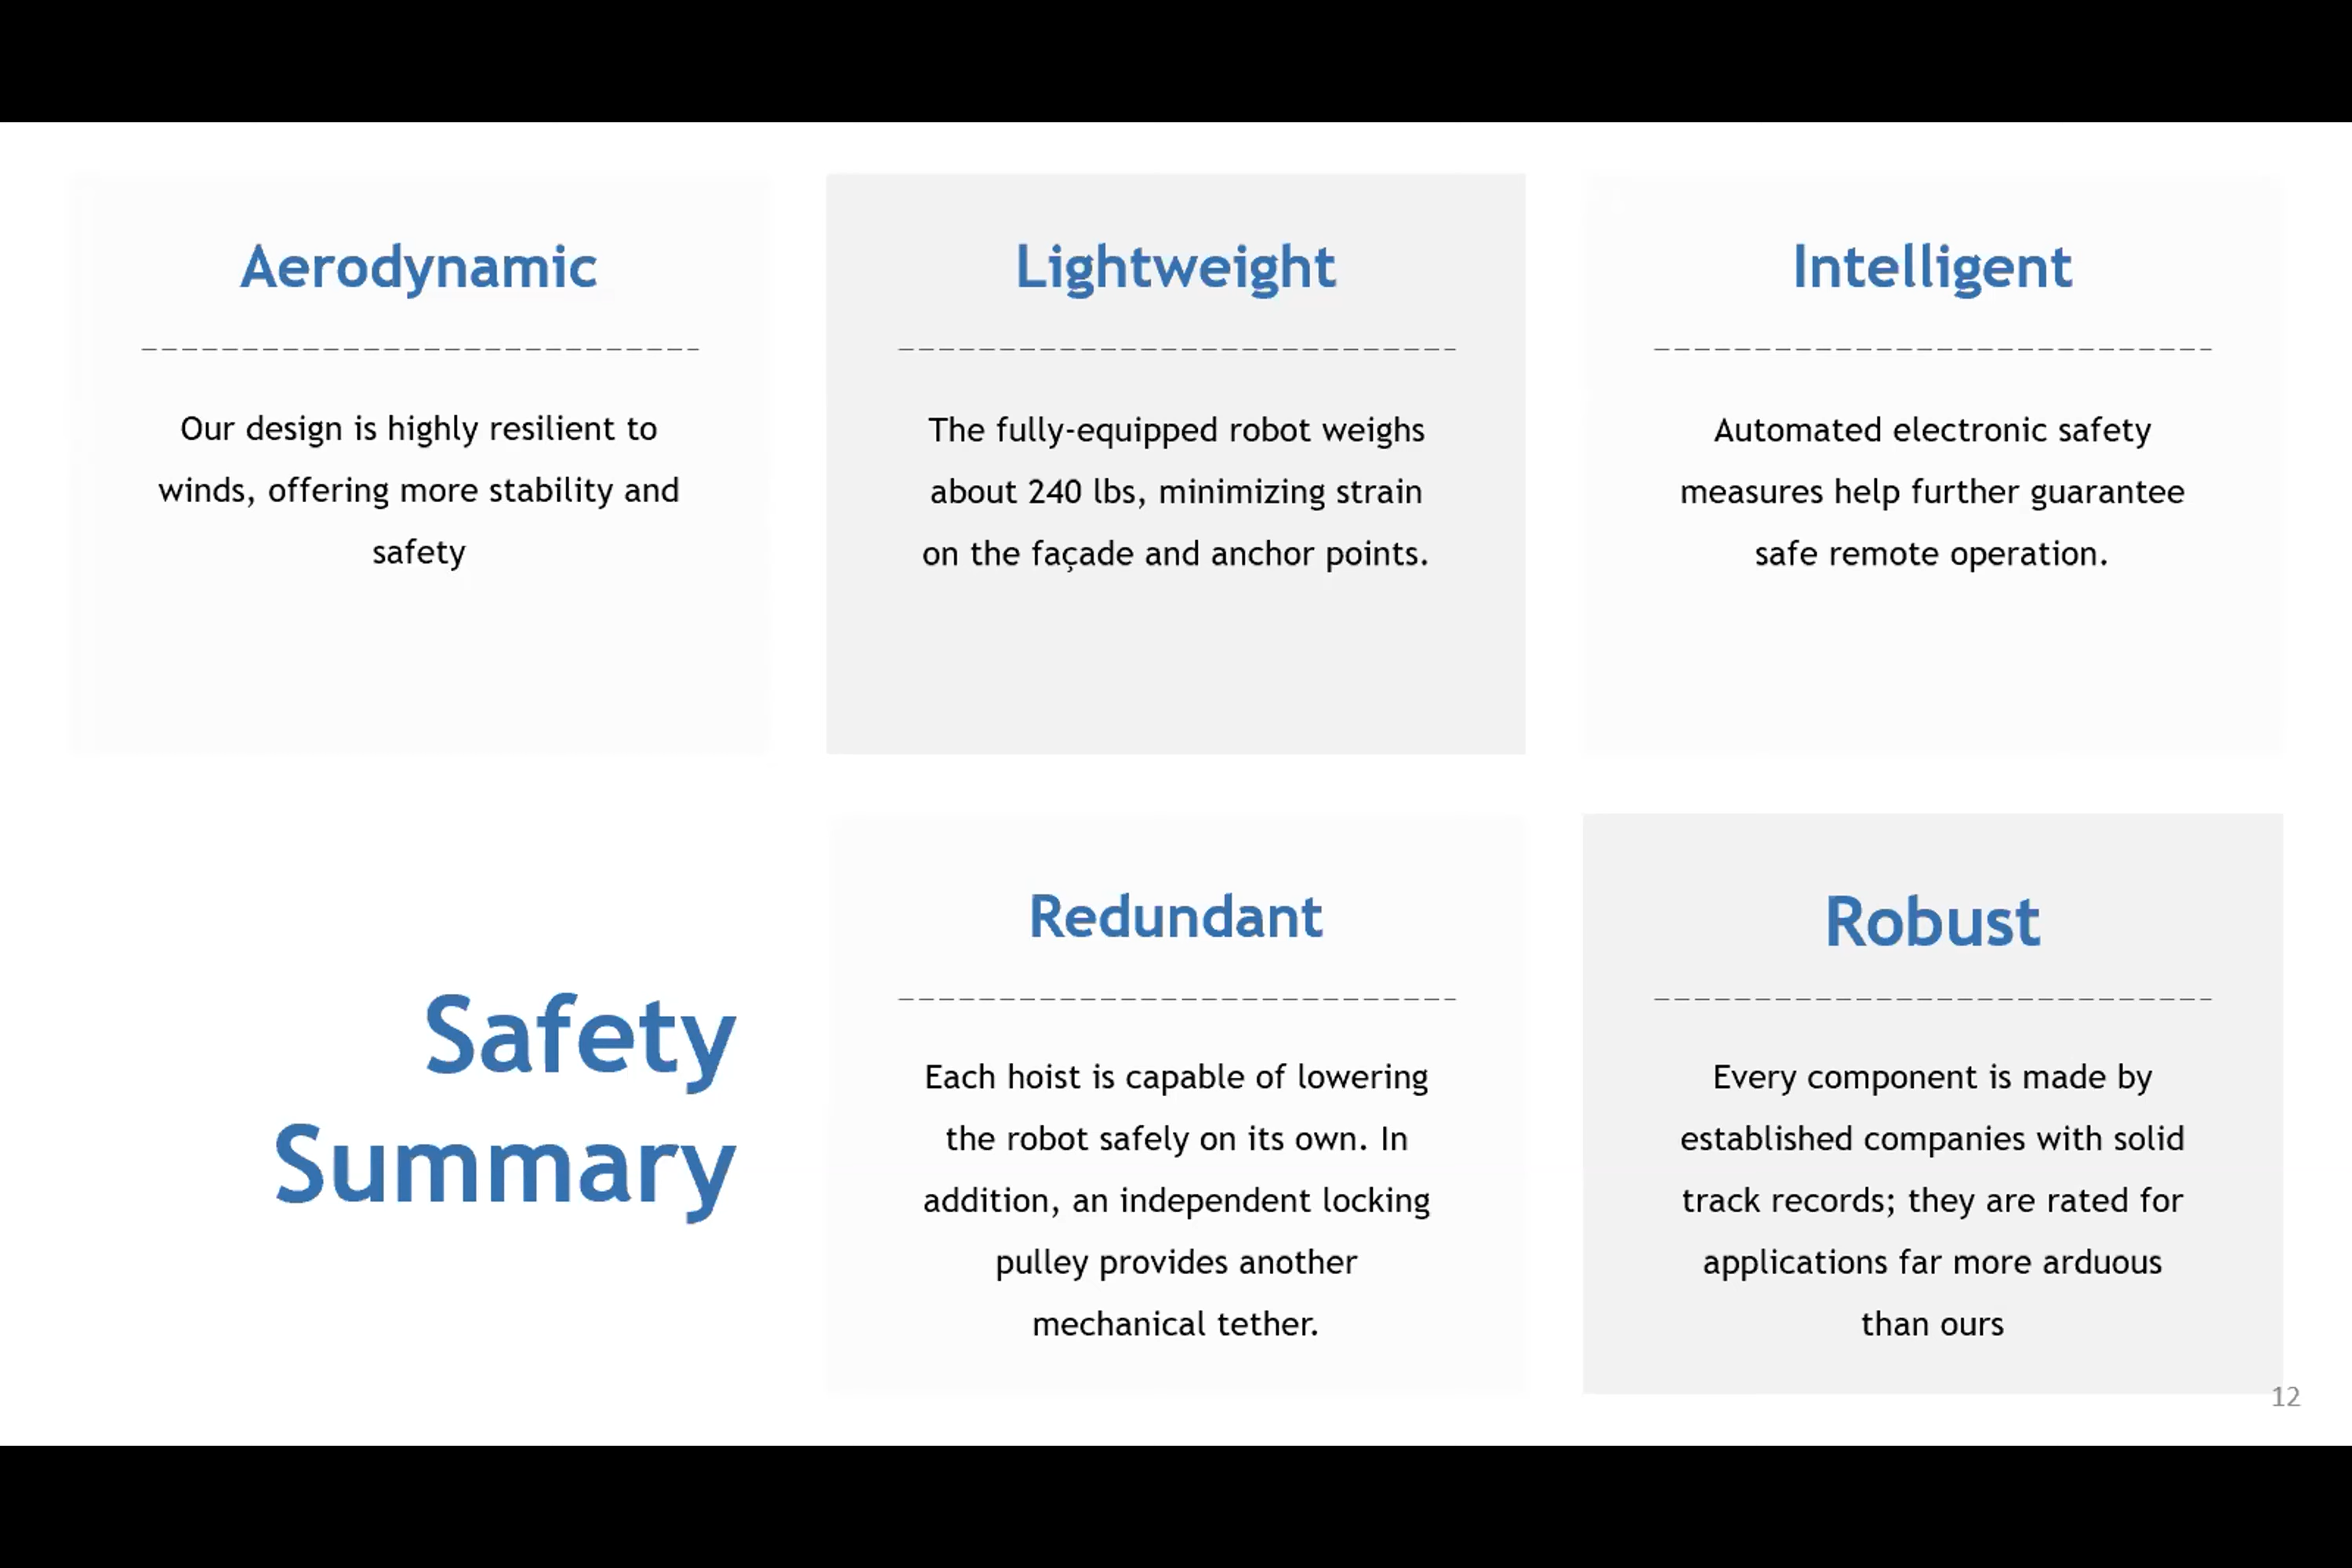 Aerodynamic
Our design is highly resilient to
winds, offering more stability and
safety
Lightweight
The fully-equipped robot weighs
about 240 lbs, minimizing strain
on the façade and anchor points.
Intelligent
Automated electronic safety
measures help further guarantee
safe remote operation.
Safety
Summary
Redundant
Each hoist is capable of lowering
the robot safely on its own. In
addition, an independent locking
pulley provides another
mechanical tether.
Robust
Every component is made by
established companies with solid
track records; they are rated for
applications far more arduous
than ours
12